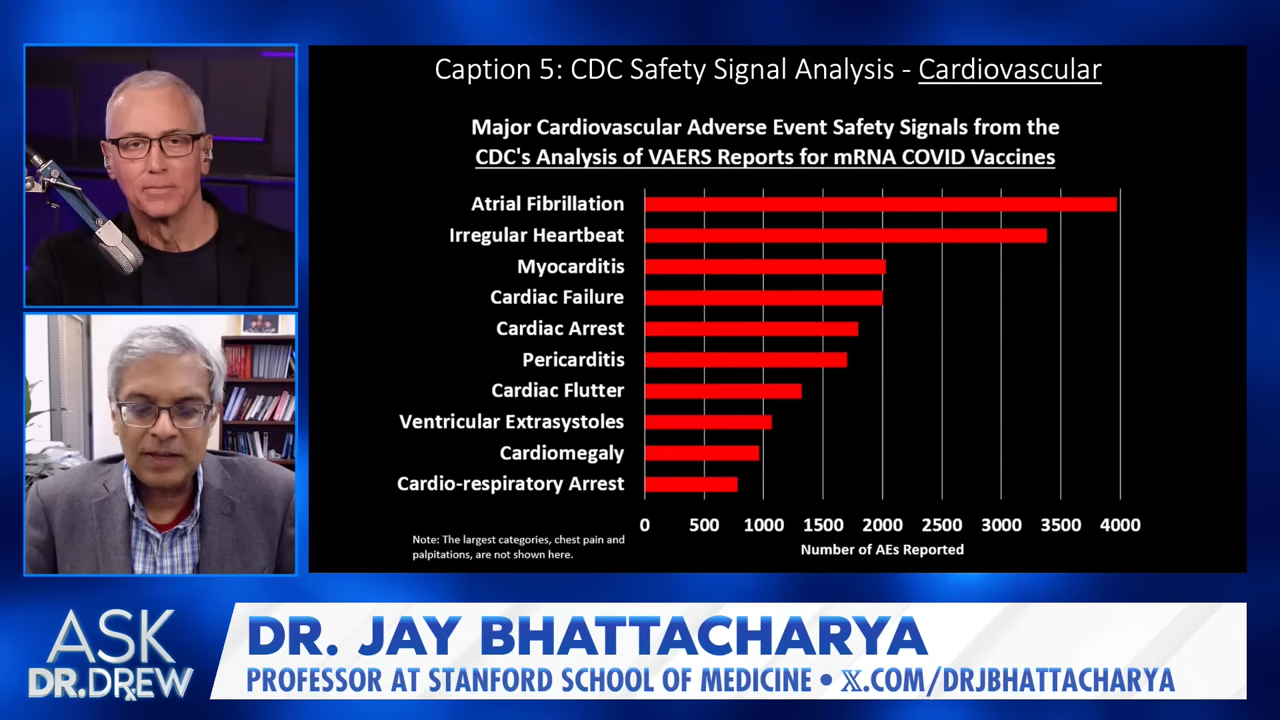 Caption 5: CDC Safety Signal Analysis - Cardiovascular
Major Cardiovascular Adverse Event Safety Signals from the
CDC's Analysis of VAERS Reports for mRNA COVID Vaccines
Atrial Fibrillation
Irregular Heartbeat
Myocarditis
Cardiac Failure
Cardiac Arrest
Pericarditis
Cardiac Flutter
Ventricular Extrasystoles
Cardiomegaly
Cardio-respiratory Arrest
0 500 1000 1500 2000 2500 3000 3500 4000
Number of AEs Reported
Note: The largest categories, chest pain and
palpitations, are not shown here.
ASK
DR.DREW
DR. JAY BHATTACHARYA
PROFESSOR AT STANFORD SCHOOL OF MEDICINE • 𝕏.COM/DRJBHATTACHARYA